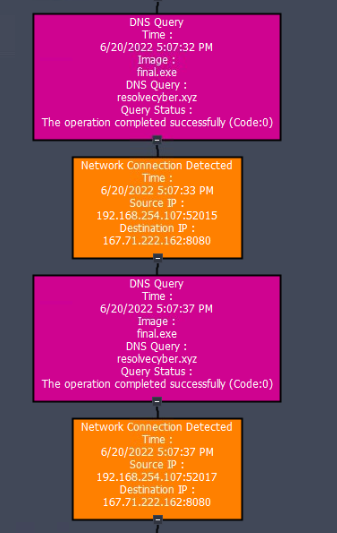 DNS Query
Time :
6/20/2022 5:07:32 PM
Image :
final.exe
DNS Query :
resolvecyber.xyz
Query Status :
The operation completed successfully (Code:0)
Network Connection Detected
Time :
6/20/2022 5:07:33 PM
Source IP :
192.168.254.107:52015
Destination IP :
167.71.222.162:8080
DNS Query
Time :
6/20/2022 5:07:37 PM
Image :
final.exe
DNS Query :
resolvecyber.xyz
Query Status :
The operation completed successfully (Code:0)
Network Connection Detected
Time :
6/20/2022 5:07:37 PM
Source IP :
192.168.254.107:52017
Destination IP :
167.71.222.162:8080